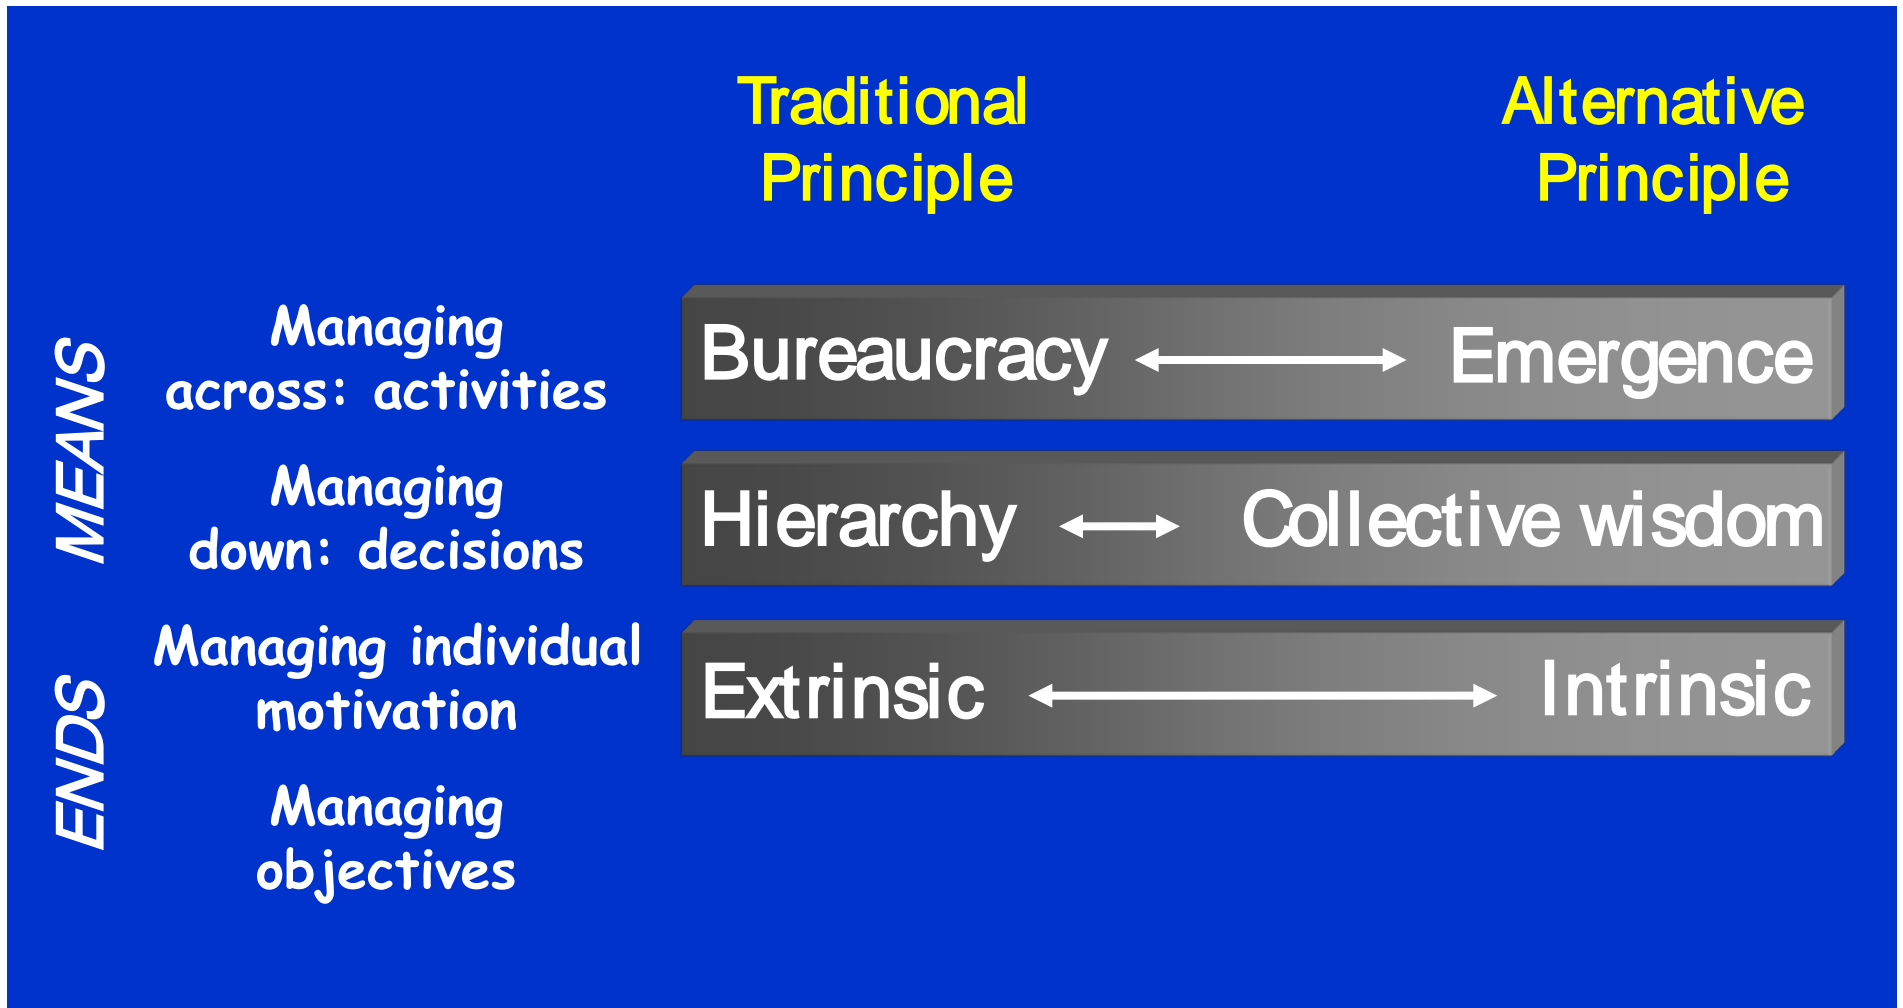 Traditional Principle
Alternative Principle
MEANS
Managing
across: activities
Bureaucracy
Emergence
Managing
down: decisions
Hierarchy
Collective wisdom
ENDS
Managing individual
motivation
Extrinsic
Intrinsic
Managing
objectives